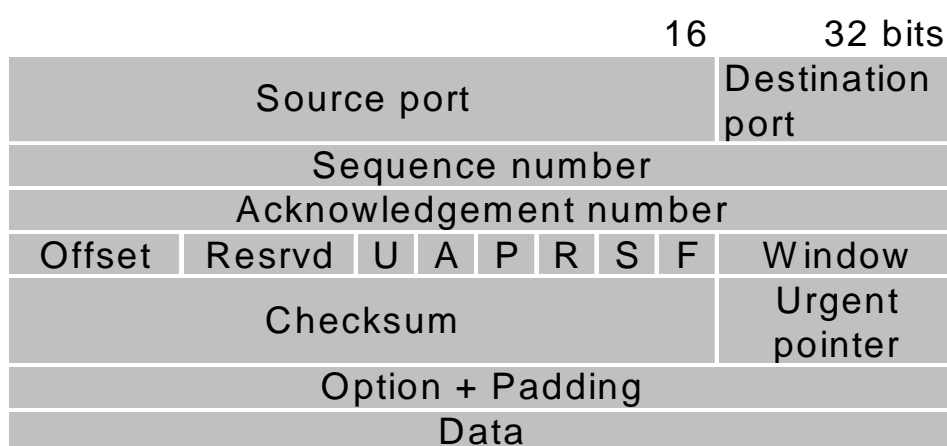 16 32 bits
Source port
Destination
port
Sequence number
Acknowledgement number
Offset Resrvd U A P R S F Window
Checksum
Urgent
pointer
Option + Padding
Data